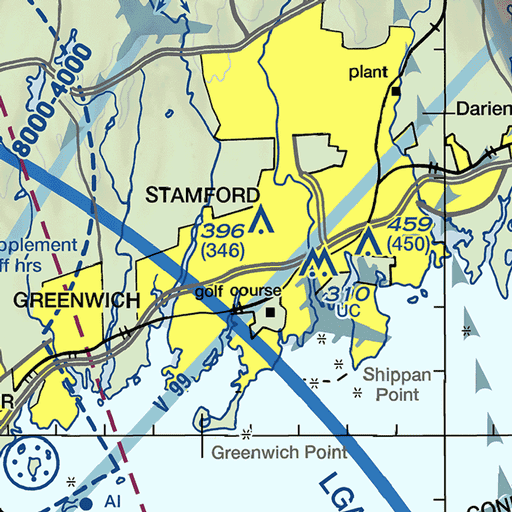 8000-4000
plant
Darien
STAMFORD
396
(346)
459
(450)
pplement
ff hrs
GREENWICH
golf course
310
UC
V 99
Shippan
Point
R
Greenwich Point
LGA
AI
CON